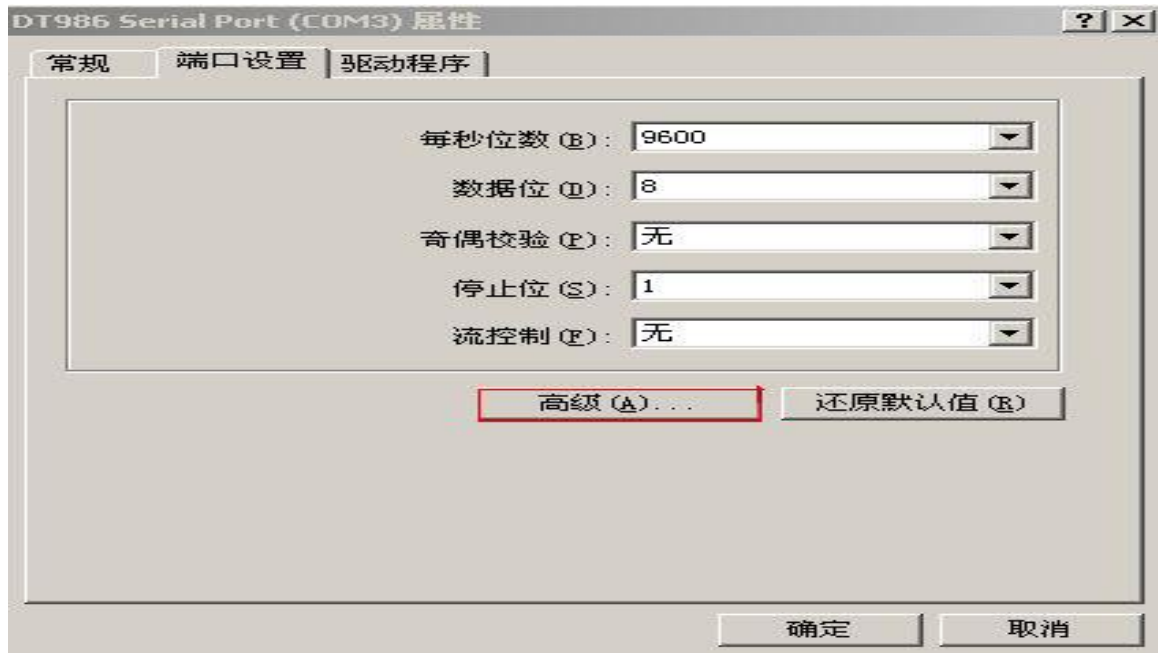 DT986 Serial Port (COM3) 属性
常规 端口设置 驱动程序
每秒位数(B): 9600
数据位(D): 8
奇偶校验(P): 无
停止位(S): 1
流控制(F): 无
高级(A)... 还原默认值(R)
确定 取消